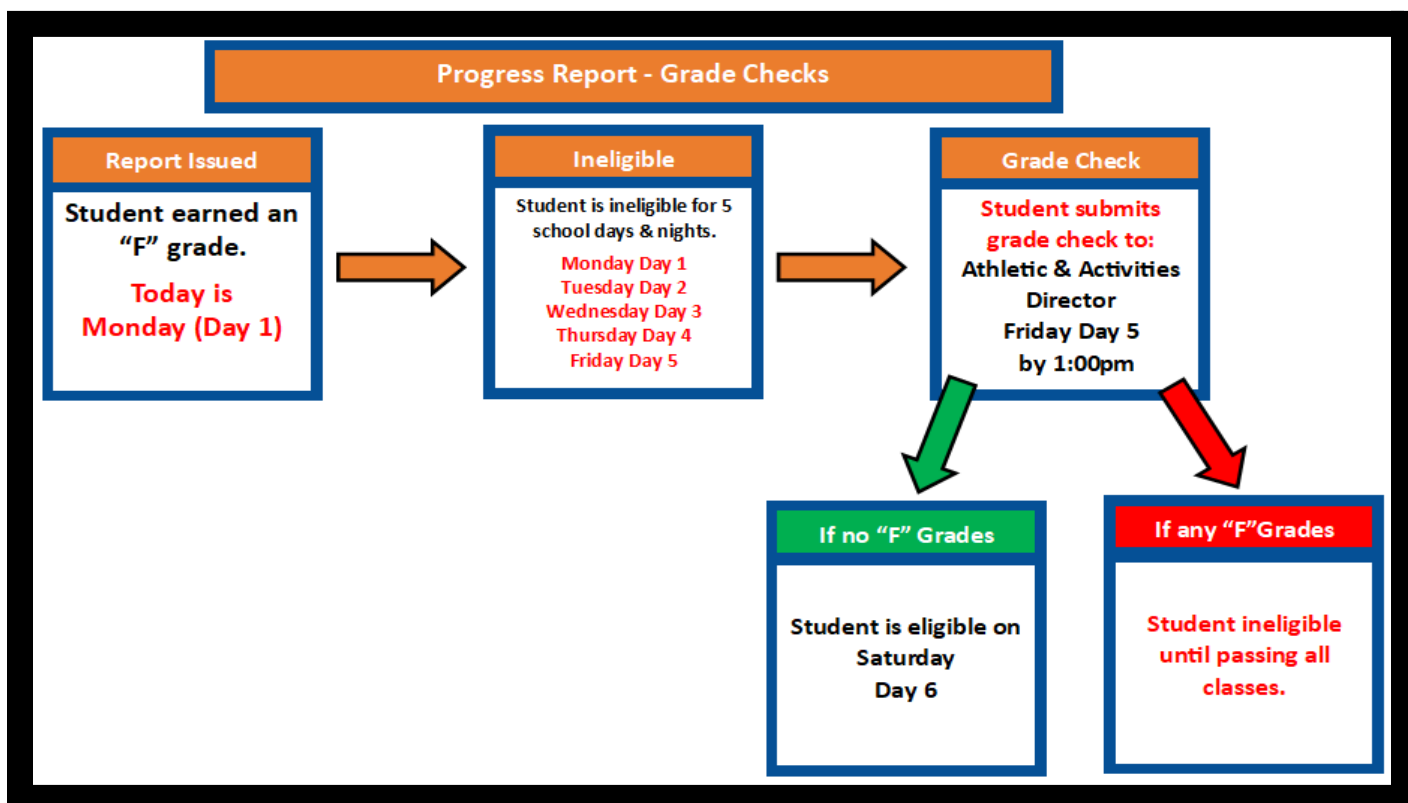 Progress Report - Grade Checks
Report Issued
Student earned an
“F” grade.
Today is
Monday (Day 1)
Ineligible
Student is ineligible for 5
school days & nights.
Monday Day 1
Tuesday Day 2
Wednesday Day 3
Thursday Day 4
Friday Day 5
Grade Check
Student submits
grade check to:
Athletic & Activities
Director
Friday Day 5
by 1:00pm
If no “F” Grades
Student is eligible on
Saturday
Day 6
If any “F”Grades
Student ineligible
until passing all
classes.